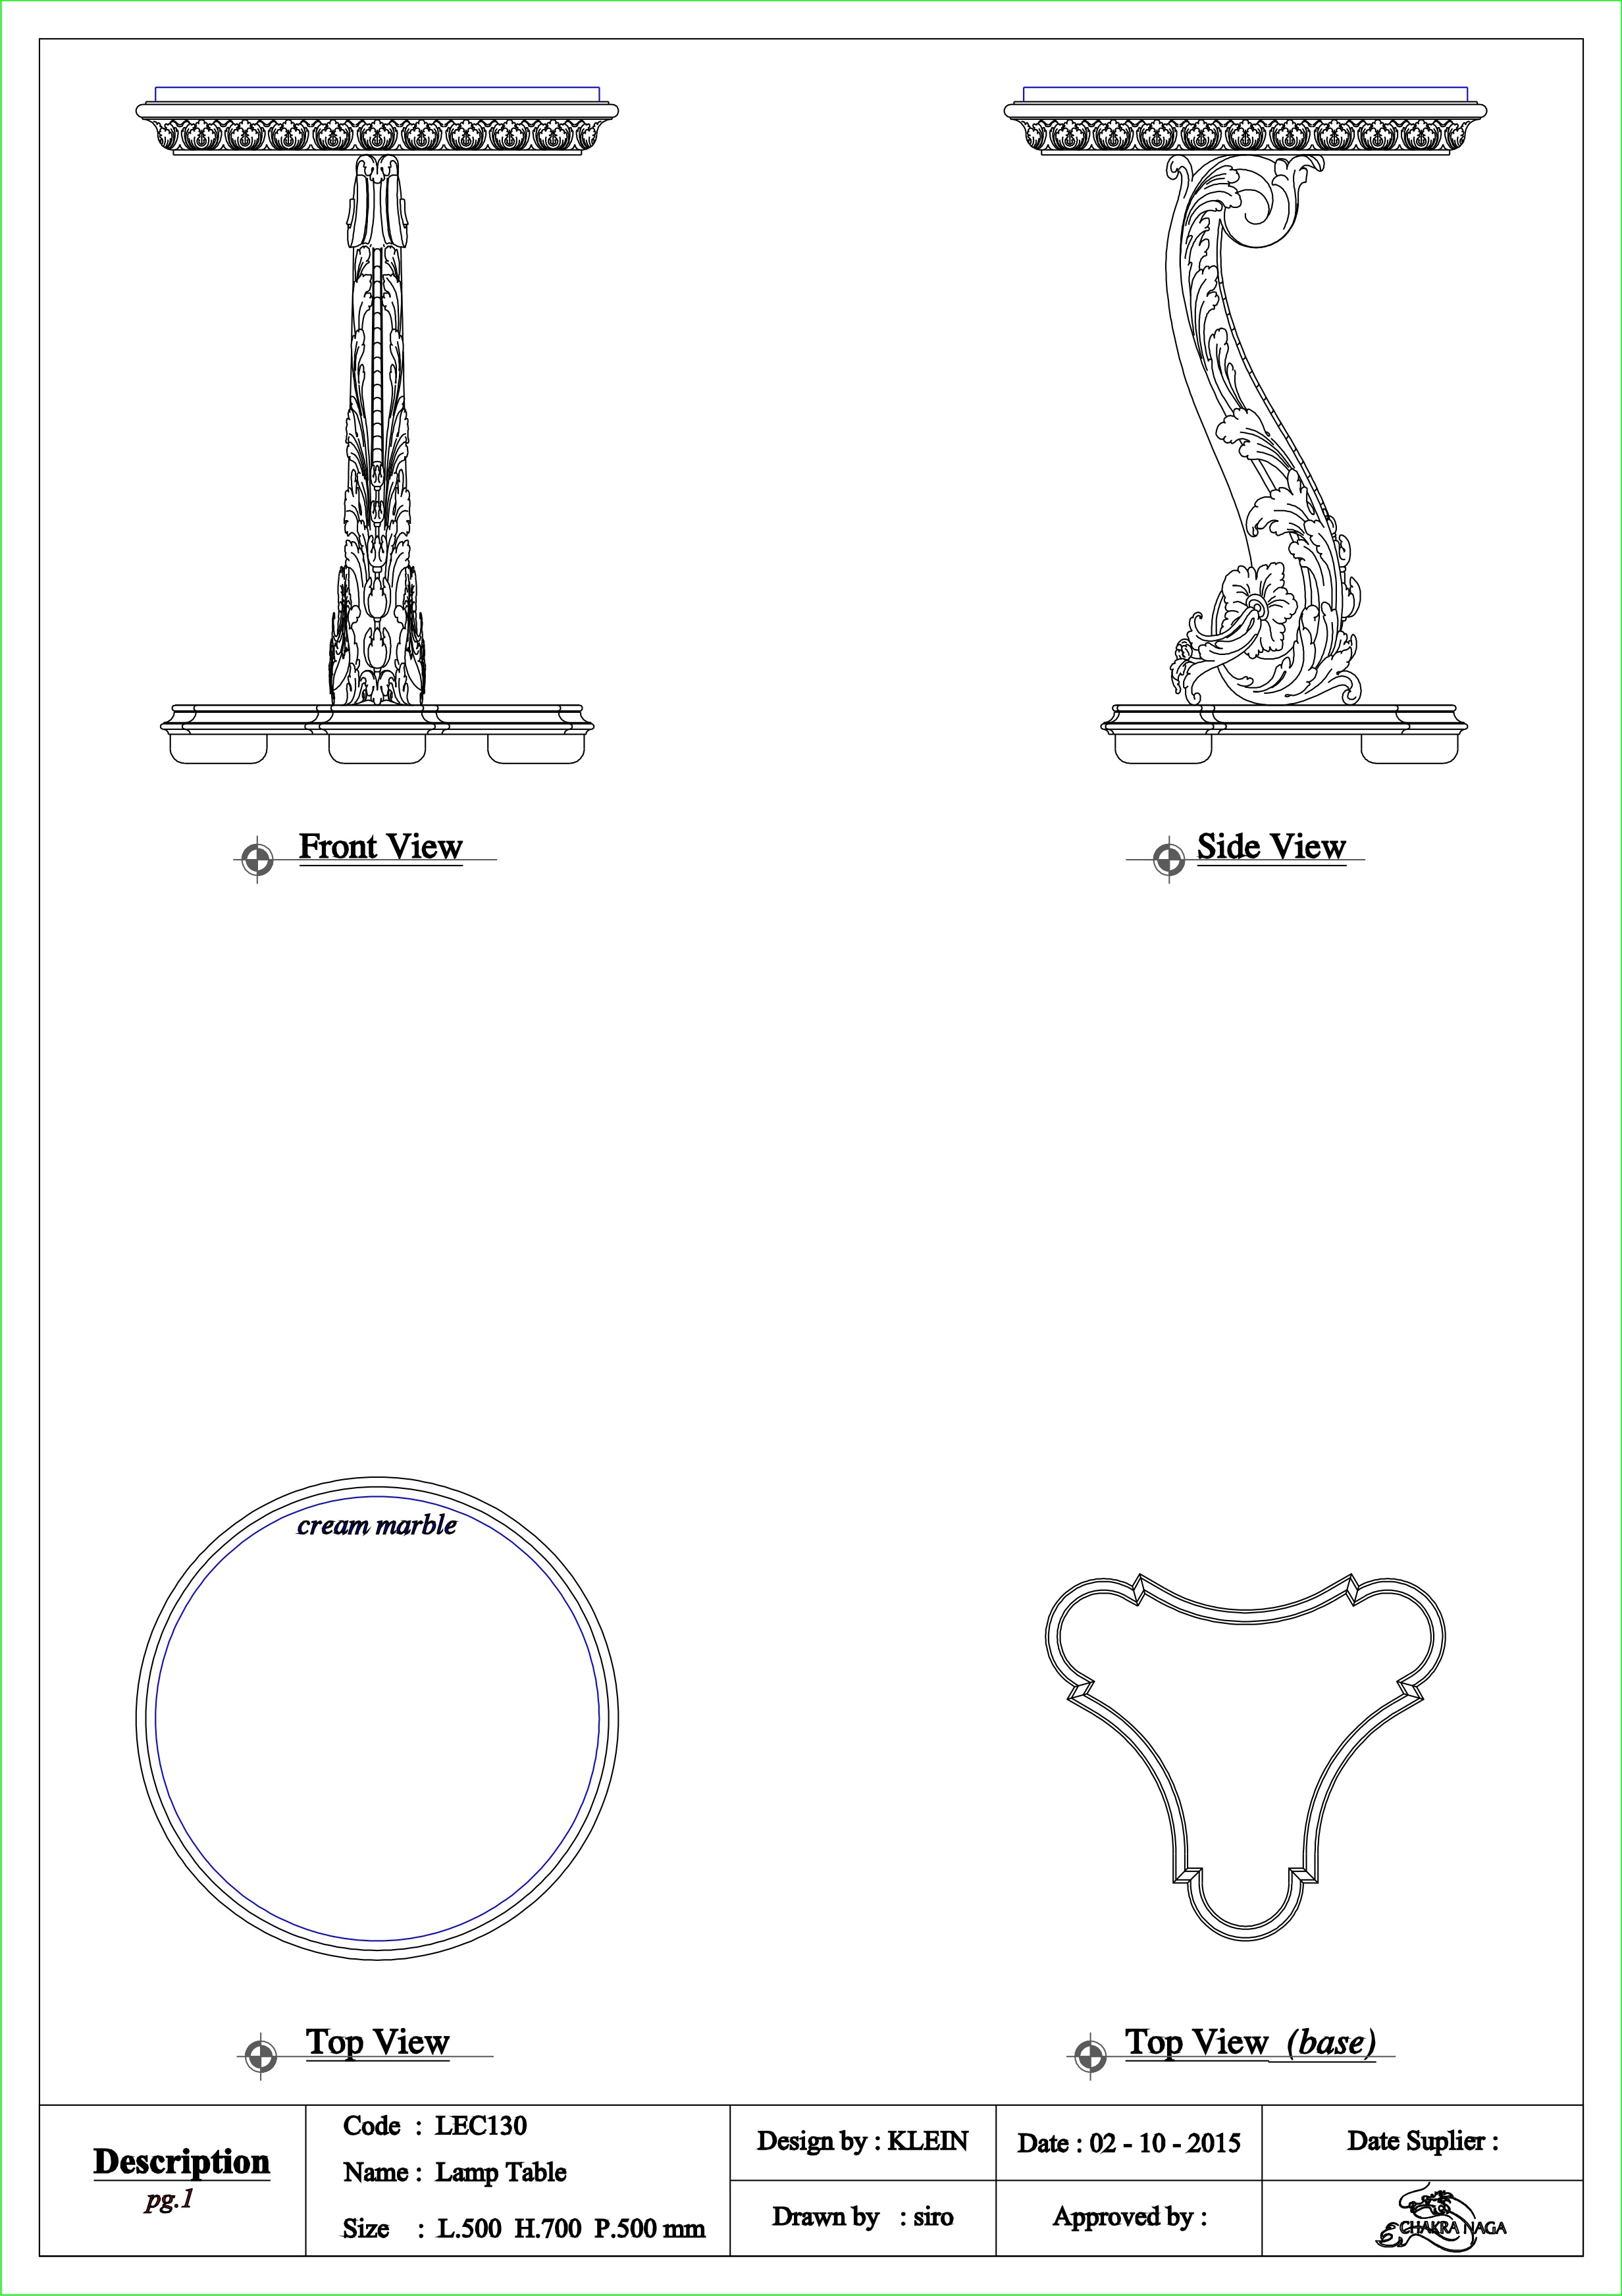 Front View
Side View
cream marble
Top View
Top View (base)
Description
pg.1
Code : LEC130
Name : Lamp Table
Size : L.500 H.700 P.500 mm
Design by : KLEIN
Drawn by : siro
Date : 02 - 10 - 2015
Approved by :
Date Suplier :
CHAKRA NAGA